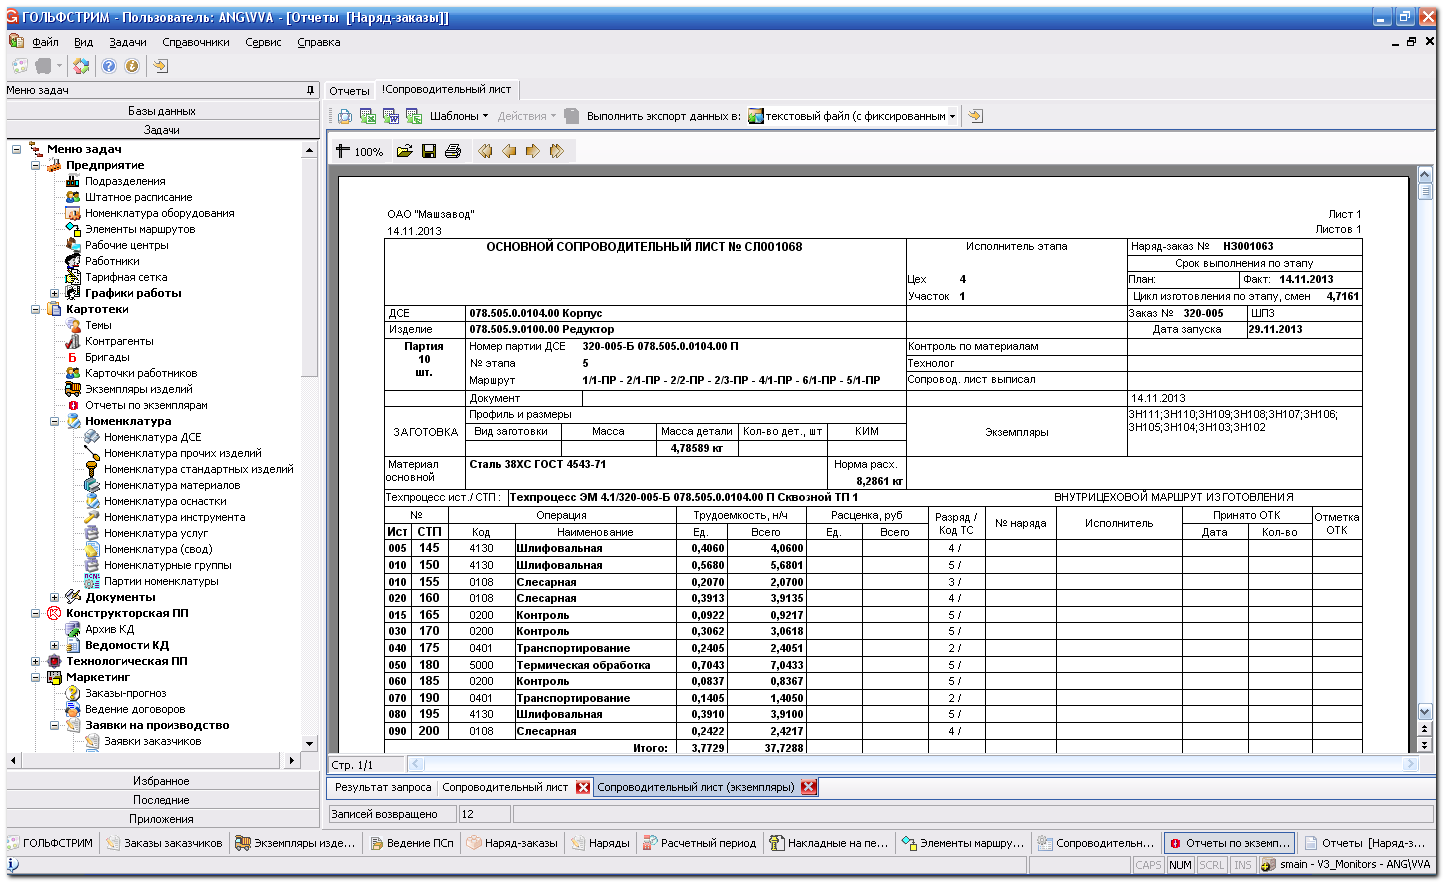 ГОЛЬФСТРИМ - Пользователь: ANG\VVA - [Отчеты  [Наряд-заказы]]
Файл Вид Задачи Справочники Сервис Справка
Меню задач
Базы данных
Задачи
Меню задач
Предприятие
Подразделения
Штатное расписание
Номенклатура оборудования
Элементы маршрутов
Рабочие центры
Работники
Тарифная сетка
Графики работы
Картотеки
Темы
Контрагенты
Бригады
Карточки работников
Экземпляры изделий
Отчеты по экземплярам
Номенклатура
Номенклатура ДСЕ
Номенклатура прочих изделий
Номенклатура стандартных изделий
Номенклатура материалов
Номенклатура оснастки
Номенклатура инструмента
Номенклатура услуг
Номенклатура (свод)
Номенклатурные группы
Партии номенклатуры
Документы
Конструкторская ПП
Архив КД
Ведомости КД
Технологическая ПП
Маркетинг
Заказы-прогноз
Ведение договоров
Заявки на производство
Заявки заказчиков
Избранное
Последние
Приложения
Отчеты !Сопроводительный лист
Шаблоны Действия Выполнить экспорт данных в: текстовый файл (с фиксированным
100%
ОАО "Машзавод" Лист 1
14.11.2013 Листов 1
ОСНОВНОЙ СОПРОВОДИТЕЛЬНЫЙ ЛИСТ № СЛ001068 Исполнитель этапа Наряд-заказ № НЗ001063
Срок выполнения по этапу
Цех 4 План: Факт: 14.11.2013
Участок 1 Цикл изготовления по этапу, смен 4,7161
ДСЕ 078.505.0.0104.00 Корпус Заказ № 320-005 ШПЗ
Изделие 078.505.9.0100.00 Редуктор Дата запуска 29.11.2013
Партия 10 шт. Номер партии ДСЕ 320-005-Б 078.505.0.0104.00 П Контроль по материалам
№ этапа 5 Технолог
Маршрут 1/1-ПР - 2/1-ПР - 2/2-ПР - 2/3-ПР - 4/1-ПР - 6/1-ПР - 5/1-ПР Сопровод. лист выписал
Документ 14.11.2013
ЗАГОТОВКА Профиль и размеры Экземпляры ЗН111;ЗН110;ЗН109;ЗН108;ЗН107;ЗН106;
ЗН105;ЗН104;ЗН103;ЗН102
Вид заготовки Масса Масса детали Кол-во дет., шт КИМ
4,78589 кг
Материал основной Сталь 38ХС ГОСТ 4543-71 Норма расх.
8,2861 кг
Техпроцесс ист./ СТП : Техпроцесс ЭМ 4.1/320-005-Б 078.505.0.0104.00 П Сквозной ТП 1 ВНУТРИЦЕХОВОЙ МАРШРУТ ИЗГОТОВЛЕНИЯ
№ Операция Трудоемкость, н/ч Расценка, руб Разряд / Код ТС № наряда Исполнитель Принято ОТК Отметка ОТК
Ист СТП Код Наименование Ед. Всего Ед. Всего Дата Кол-во
005 145 4130 Шлифовальная 0,4060 4,0600 4 /
010 150 4130 Шлифовальная 0,5680 5,6801 5 /
010 155 0108 Слесарная 0,2070 2,0700 3 /
020 160 0108 Слесарная 0,3913 3,9135 4 /
015 165 0200 Контроль 0,0922 0,9217 5 /
030 170 0200 Контроль 0,3062 3,0618 5 /
040 175 0401 Транспортирование 0,2405 2,4051 2 /
050 180 5000 Термическая обработка 0,7043 7,0433 5 /
060 185 0200 Контроль 0,0837 0,8367 5 /
070 190 0401 Транспортирование 0,1405 1,4050 2 /
080 195 4130 Шлифовальная 0,3910 3,9100 5 /
090 200 0108 Слесарная 0,2422 2,4217 4 /
Итого: 3,7729 37,7288
Стр. 1/1
Результат запроса Сопроводительный лист Сопроводительный лист (экземпляры)
Записей возвращено 12
ГОЛЬФСТРИМ Заказы заказчиков Экземпляры изде... Ведение ПСп Наряд-заказы Наряды Расчетный период Накладные на пе... Элементы маршру... Сопроводительн... Отчеты по экземп... Отчеты  [Наряд-з...
CAPS NUM SCRL INS smain - V3_Monitors - ANG\VVA